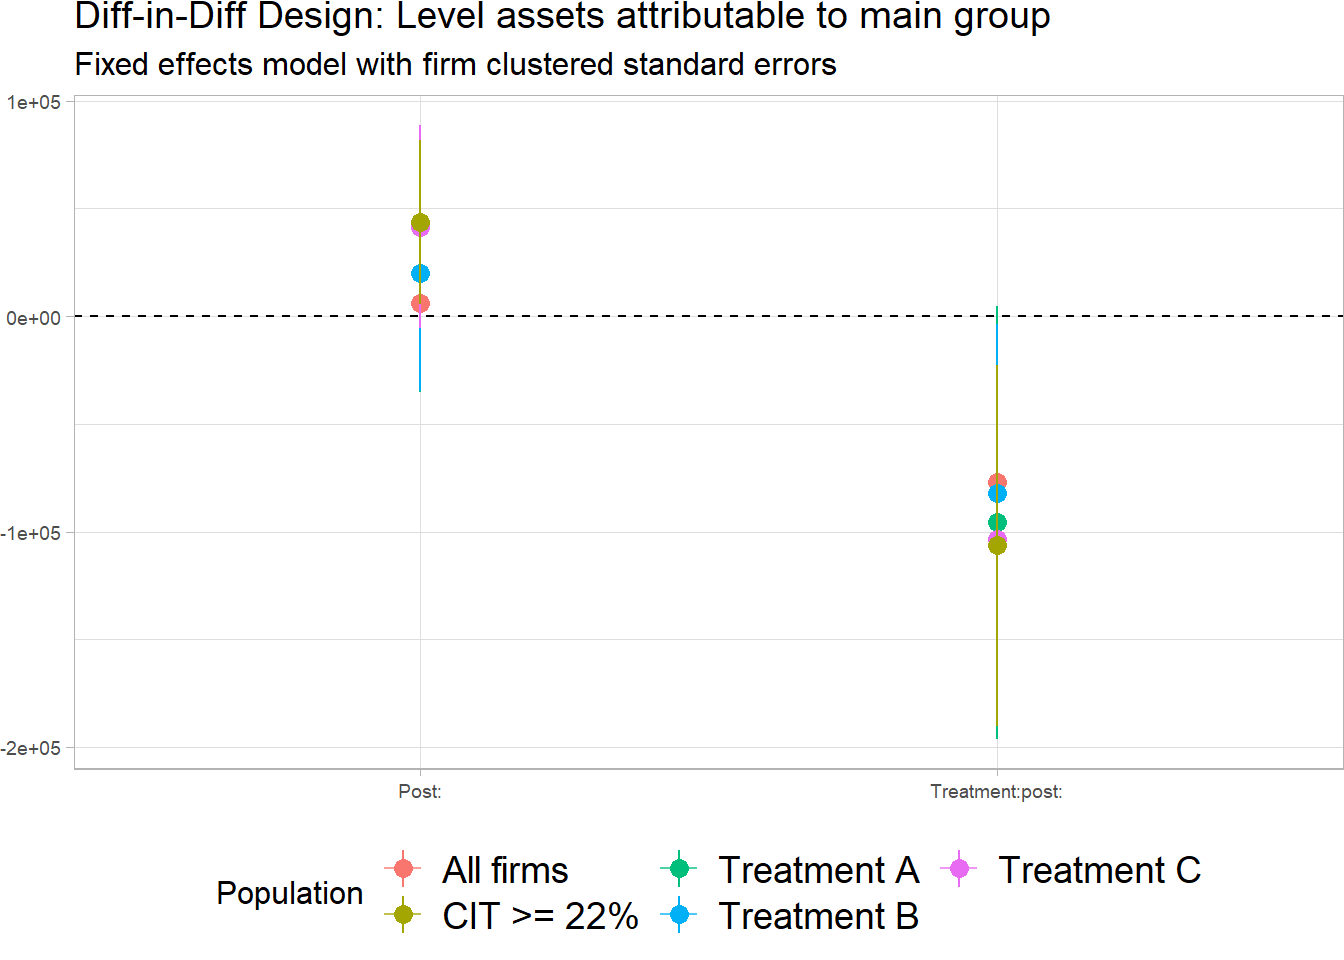 Diff-in-Diff Design: Level assets attributable to main group
Fixed effects model with firm clustered standard errors
1e+05
0e+00
-1e+05
-2e+05
Post:
Treatment:post:
Population
All firms
Treatment A
Treatment C
CIT >= 22%
Treatment B